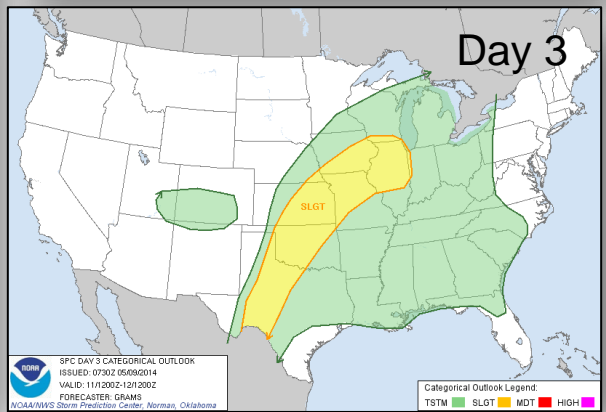 Day 3
SLGT
NOAA
SPC DAY 3 CATEGORICAL OUTLOOK
ISSUED: 0730Z 05/09/2014
VALID: 11/1200Z-12/1200Z
FORECASTER: GRAMS
NOAA/NWS Storm Prediction Center, Norman, Oklahoma
Categorical Outlook Legend:
TSTM SLGT MDT HIGH